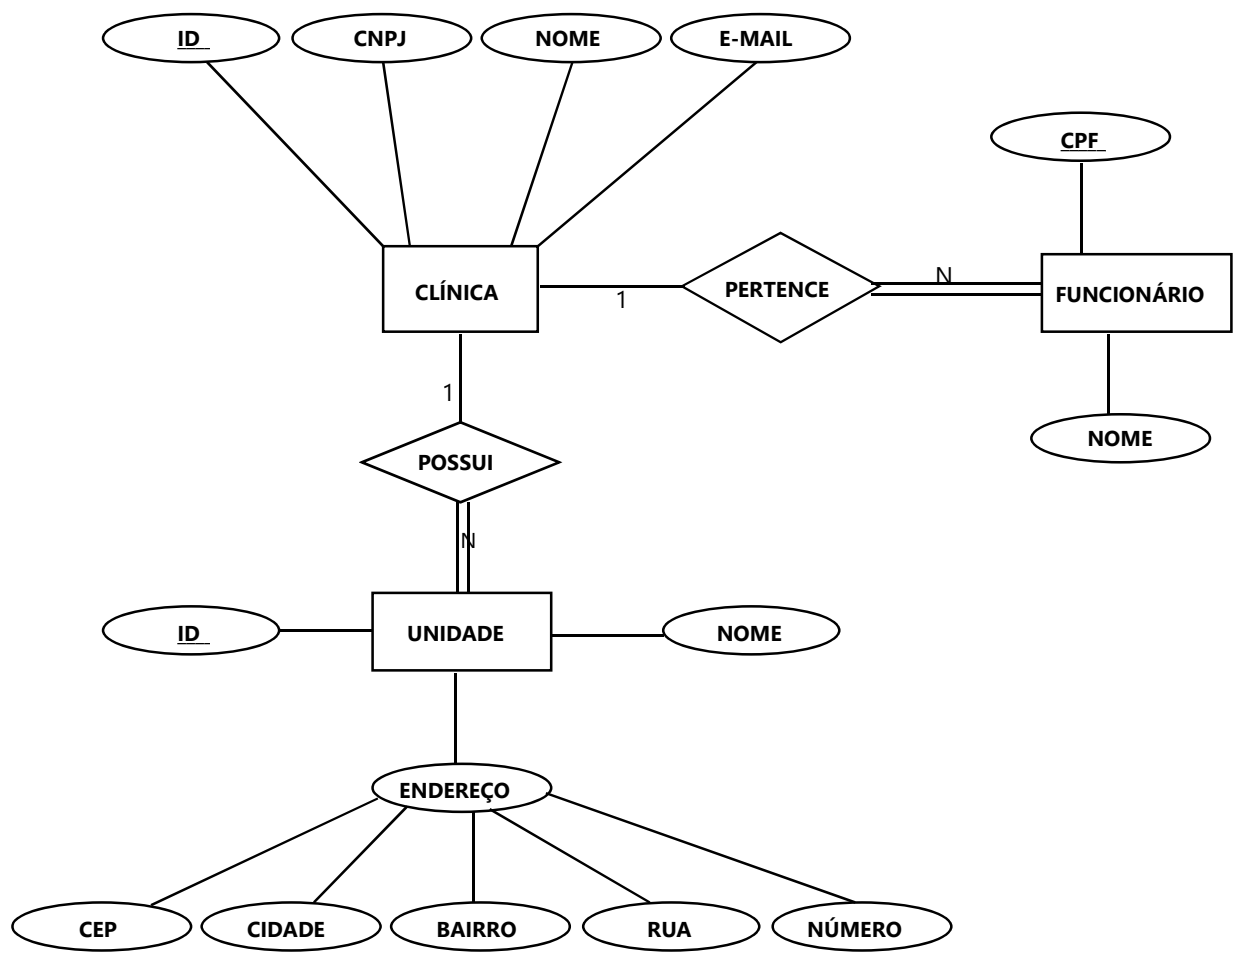 ID
CNPJ
NOME
E-MAIL
CPF
CLÍNICA
1
PERTENCE
N
FUNCIONÁRIO
1
NOME
POSSUI
N
ID
UNIDADE
NOME
ENDEREÇO
CEP
CIDADE
BAIRRO
RUA
NÚMERO